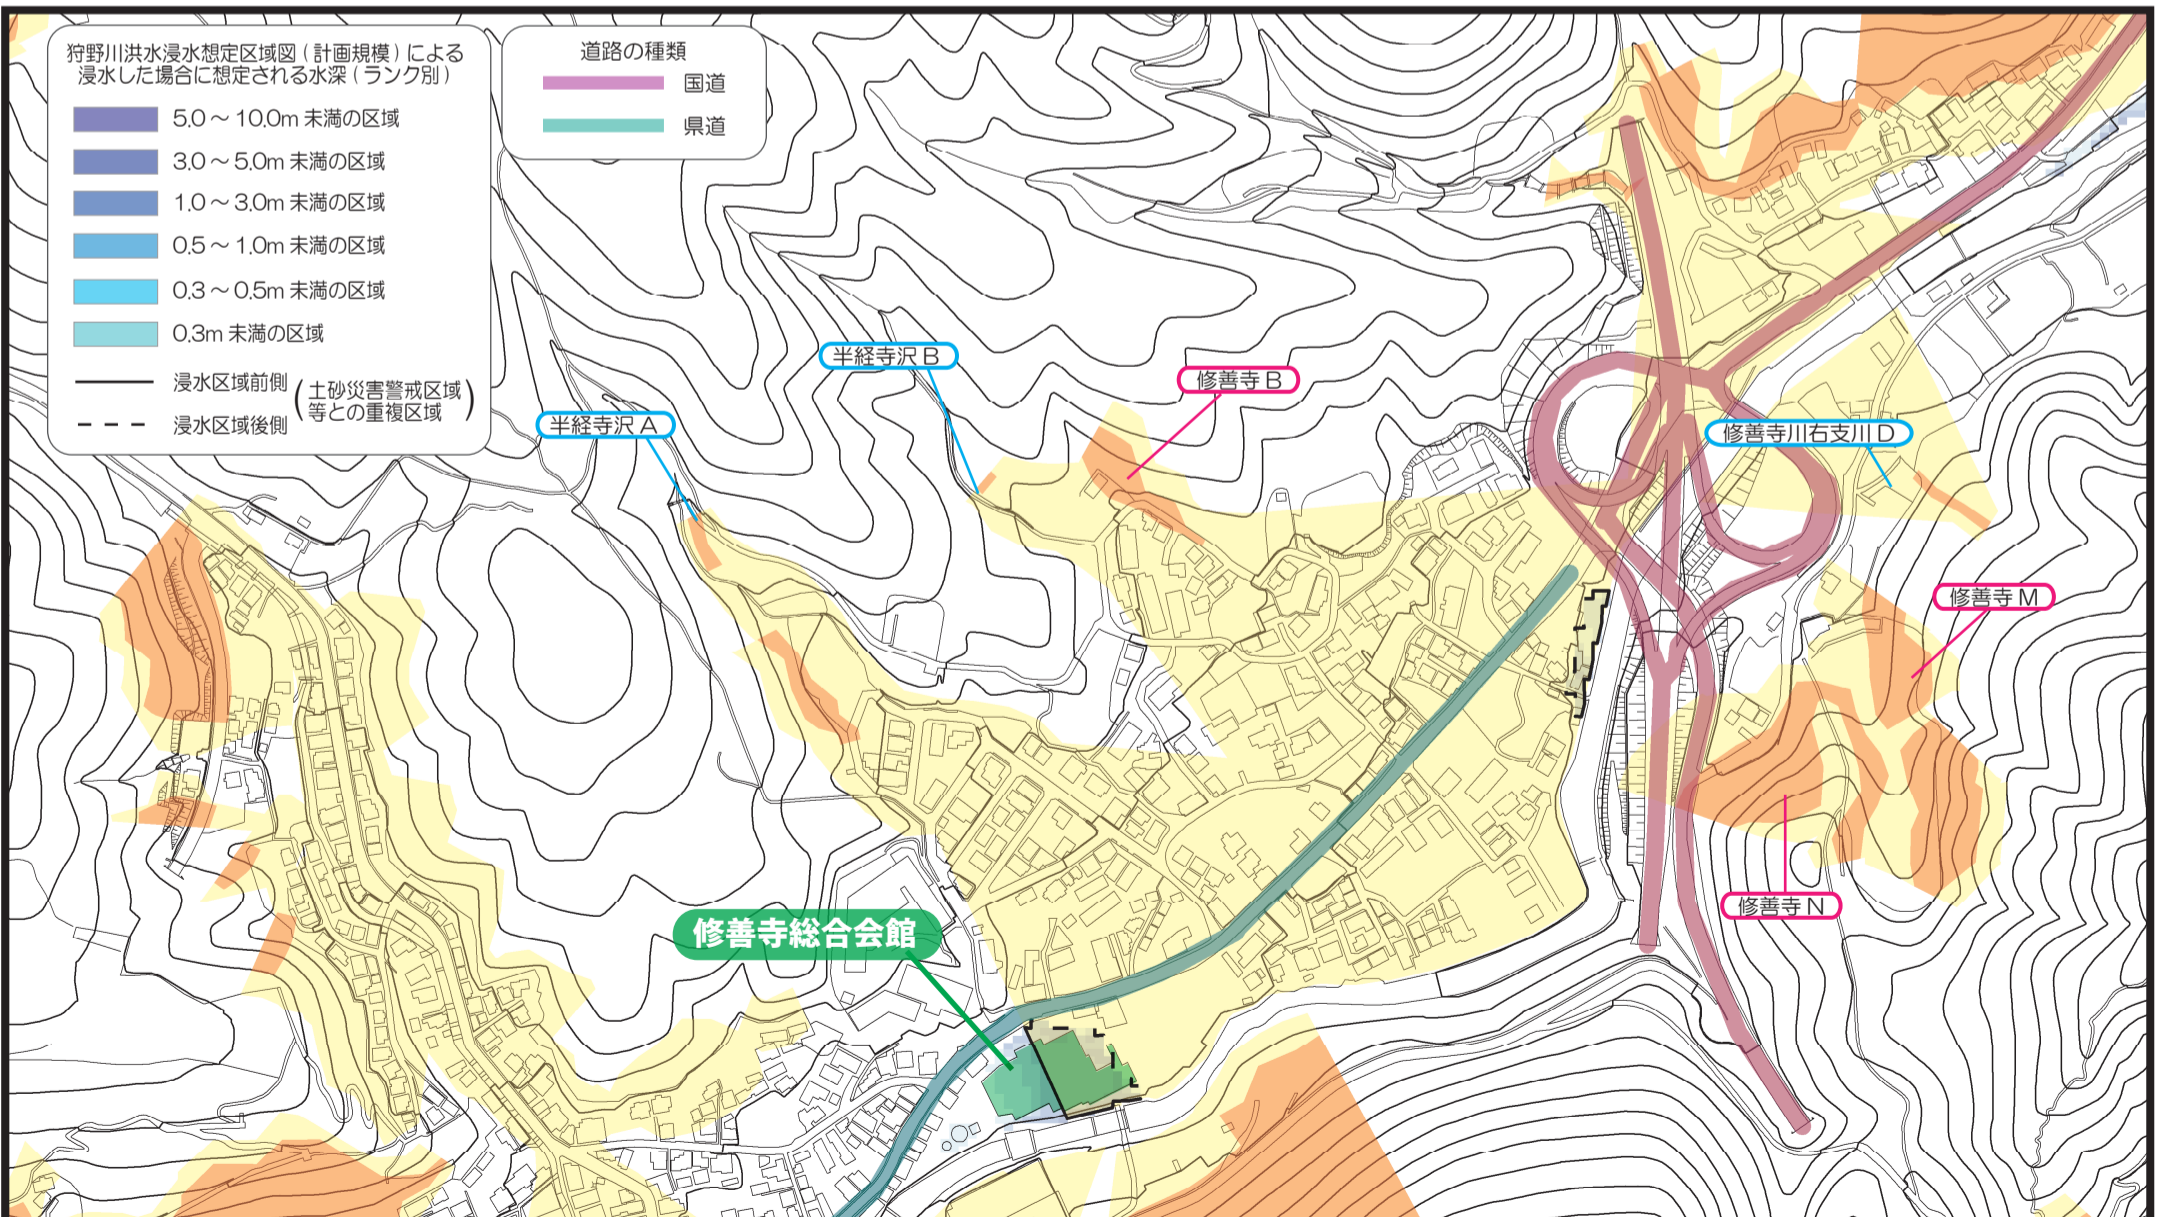 狩野川洪水浸水想定区域図(計画規模)による
浸水した場合に想定される水深(ランク別)
5.0～10.0m 未満の区域
3.0～5.0m 未満の区域
1.0～3.0m 未満の区域
0.5～1.0m 未満の区域
0.3～0.5m 未満の区域
0.3m 未満の区域
浸水区域前側
浸水区域後側
(土砂災害警戒区域
等との重複区域)
道路の種類
国道
県道
半経寺沢 B
修善寺 B
半経寺沢 A
修善寺川右支川 D
修善寺 M
修善寺 N
修善寺総合会館